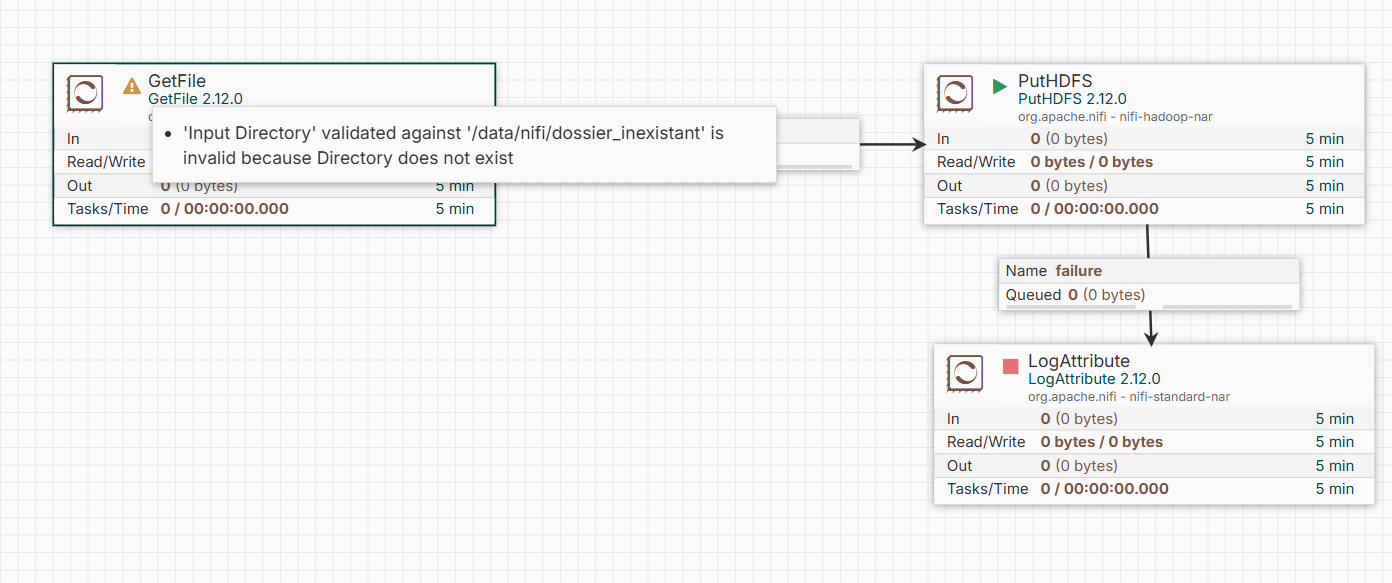 GetFile
GetFile 2.12.0
'Input Directory' validated against '/data/nifi/dossier_inexistant' is
invalid because Directory does not exist
In
Read/Write
Out 0 (0 bytes) 5 min
Tasks/Time 0 / 00:00:00.000 5 min
PutHDFS
PutHDFS 2.12.0
org.apache.nifi - nifi-hadoop-nar
In 0 (0 bytes) 5 min
Read/Write 0 bytes / 0 bytes 5 min
Out 0 (0 bytes) 5 min
Tasks/Time 0 / 00:00:00.000 5 min
Name failure
Queued 0 (0 bytes)
LogAttribute
LogAttribute 2.12.0
org.apache.nifi - nifi-standard-nar
In 0 (0 bytes) 5 min
Read/Write 0 bytes / 0 bytes 5 min
Out 0 (0 bytes) 5 min
Tasks/Time 0 / 00:00:00.000 5 min